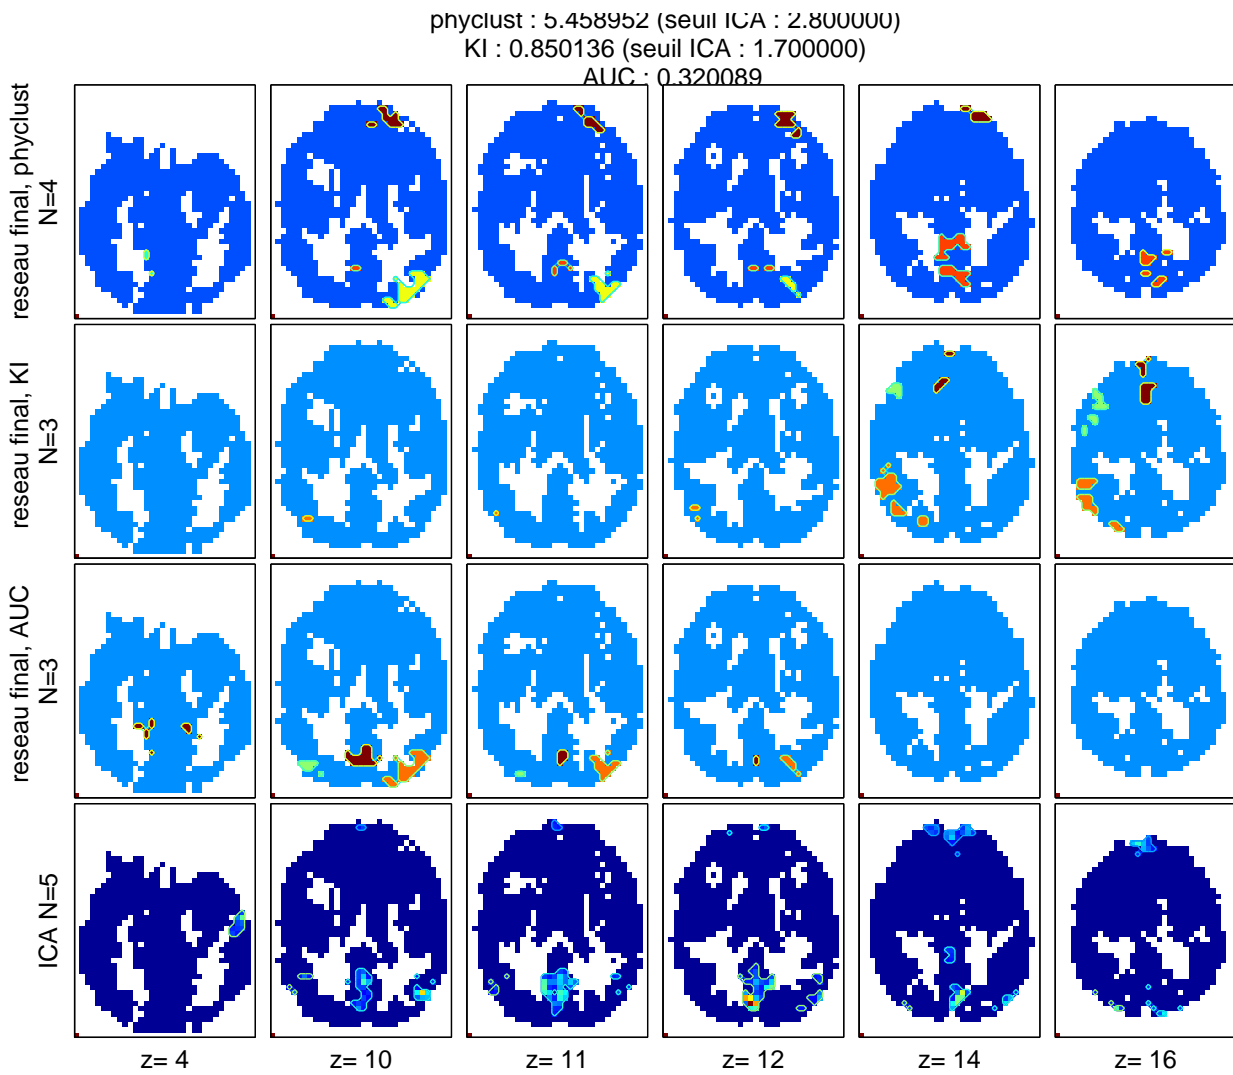 phyclust : 5.458952 (seuil ICA : 2.800000)
KI : 0.850136 (seuil ICA : 1.700000)
AUC : 0.320089
reseau final, phyclust
N=4
reseau final, KI
N=3
reseau final, AUC
N=3
ICA N=5
z= 4
z= 10
z= 11
z= 12
z= 14
z= 16